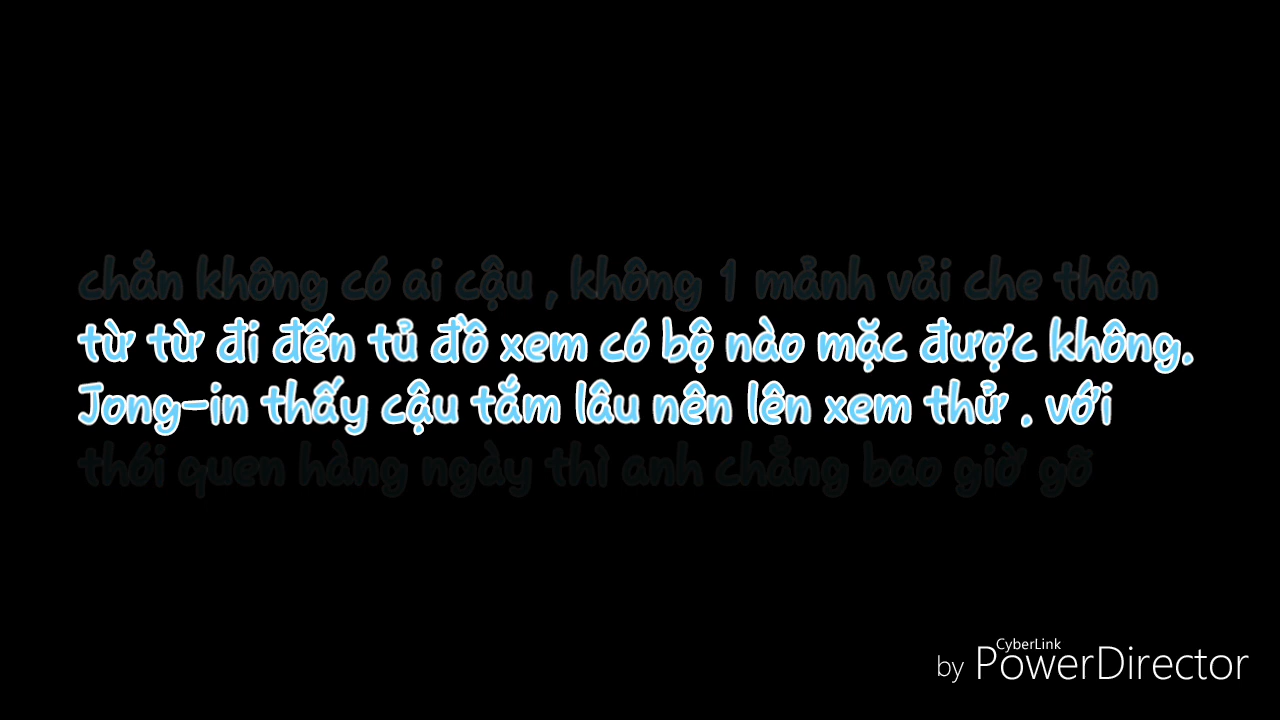 chắn không có ai cậu , không 1 mảnh vải che thân
từ từ đi đến tủ đồ xem có bộ nào mặc được không.
Jong-in thấy cậu tắm lâu nên lên xem thử . với
thói quen hàng ngày thì anh chẳng bao giờ gõ
CyberLink
by PowerDirector